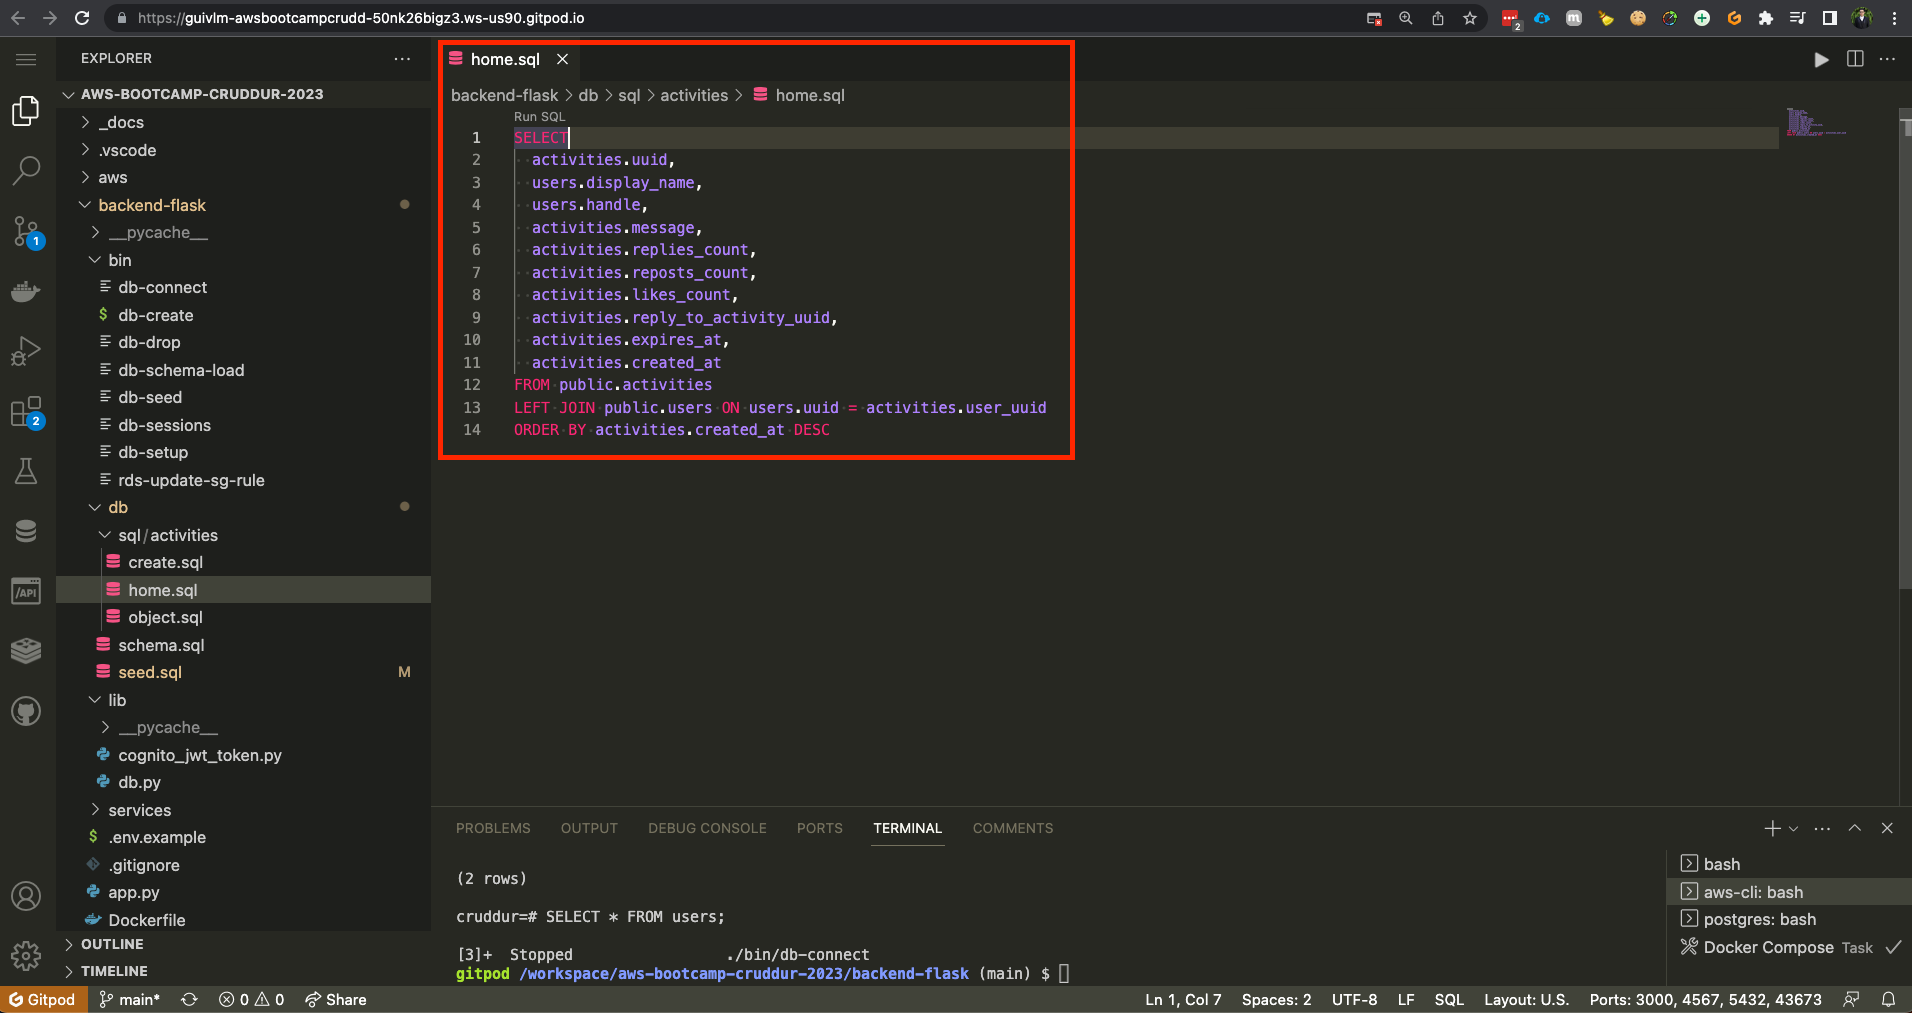 https://guivlm-awsbootcampcrudd-50nk26bigz3.ws-us90.gitpod.io
2
EXPLORER
AWS-BOOTCAMP-CRUDDUR-2023
_docs
.vscode
aws
backend-flask
__pycache__
bin
db-connect
$ db-create
db-drop
db-schema-load
db-seed
db-sessions
db-setup
rds-update-sg-rule
db
sql/activities
create.sql
home.sql
object.sql
schema.sql
seed.sql M
lib
__pycache__
cognito_jwt_token.py
db.py
services
$ .env.example
.gitignore
app.py
Dockerfile
OUTLINE
TIMELINE
1
2
/API
home.sql
backend-flask > db > sql > activities > home.sql
Run SQL
1 SELECT
2 activities.uuid,
3 users.display_name,
4 users.handle,
5 activities.message,
6 activities.replies_count,
7 activities.reposts_count,
8 activities.likes_count,
9 activities.reply_to_activity_uuid,
10 activities.expires_at,
11 activities.created_at
12 FROM public.activities
13 LEFT JOIN public.users ON users.uuid = activities.user_uuid
14 ORDER BY activities.created_at DESC
PROBLEMS OUTPUT DEBUG CONSOLE PORTS TERMINAL COMMENTS
(2 rows)
cruddur=# SELECT * FROM users;
[3]+ Stopped ./bin/db-connect
gitpod /workspace/aws-bootcamp-cruddur-2023/backend-flask (main) $
bash
aws-cli: bash
postgres: bash
Docker Compose Task
Gitpod main* 0 0 Share Ln 1, Col 7 Spaces: 2 UTF-8 LF SQL Layout: U.S. Ports: 3000, 4567, 5432, 43673